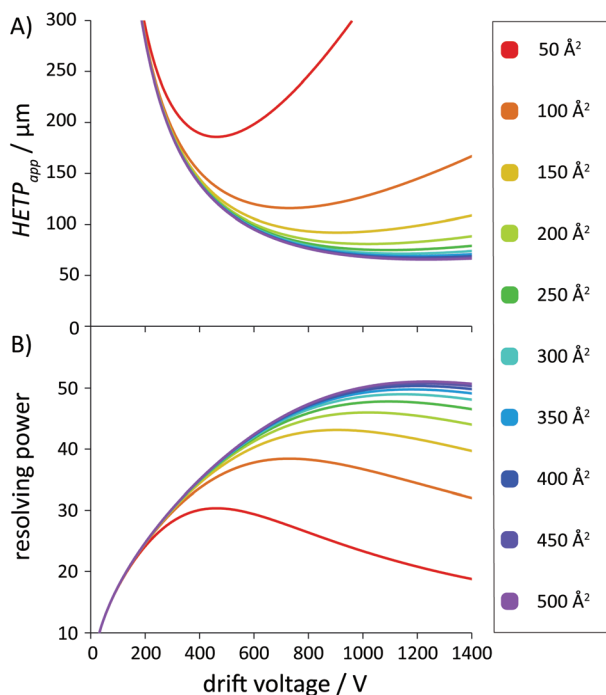 A)
HETP_app / μm
300
250
200
150
100
50
0
B)
resolving power
50
40
30
20
10
0
200
400
600
800
1000
1200
1400
drift voltage / V
50 Å²
100 Å²
150 Å²
200 Å²
250 Å²
300 Å²
350 Å²
400 Å²
450 Å²
500 Å²